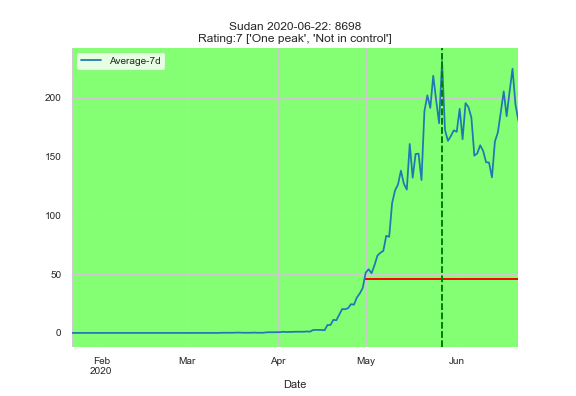 Sudan 2020-06-22: 8698
Rating:7 ['One peak', 'Not in control']
Average-7d
200
150
100
50
0
Feb
2020
Mar
Apr
May
Jun
Date